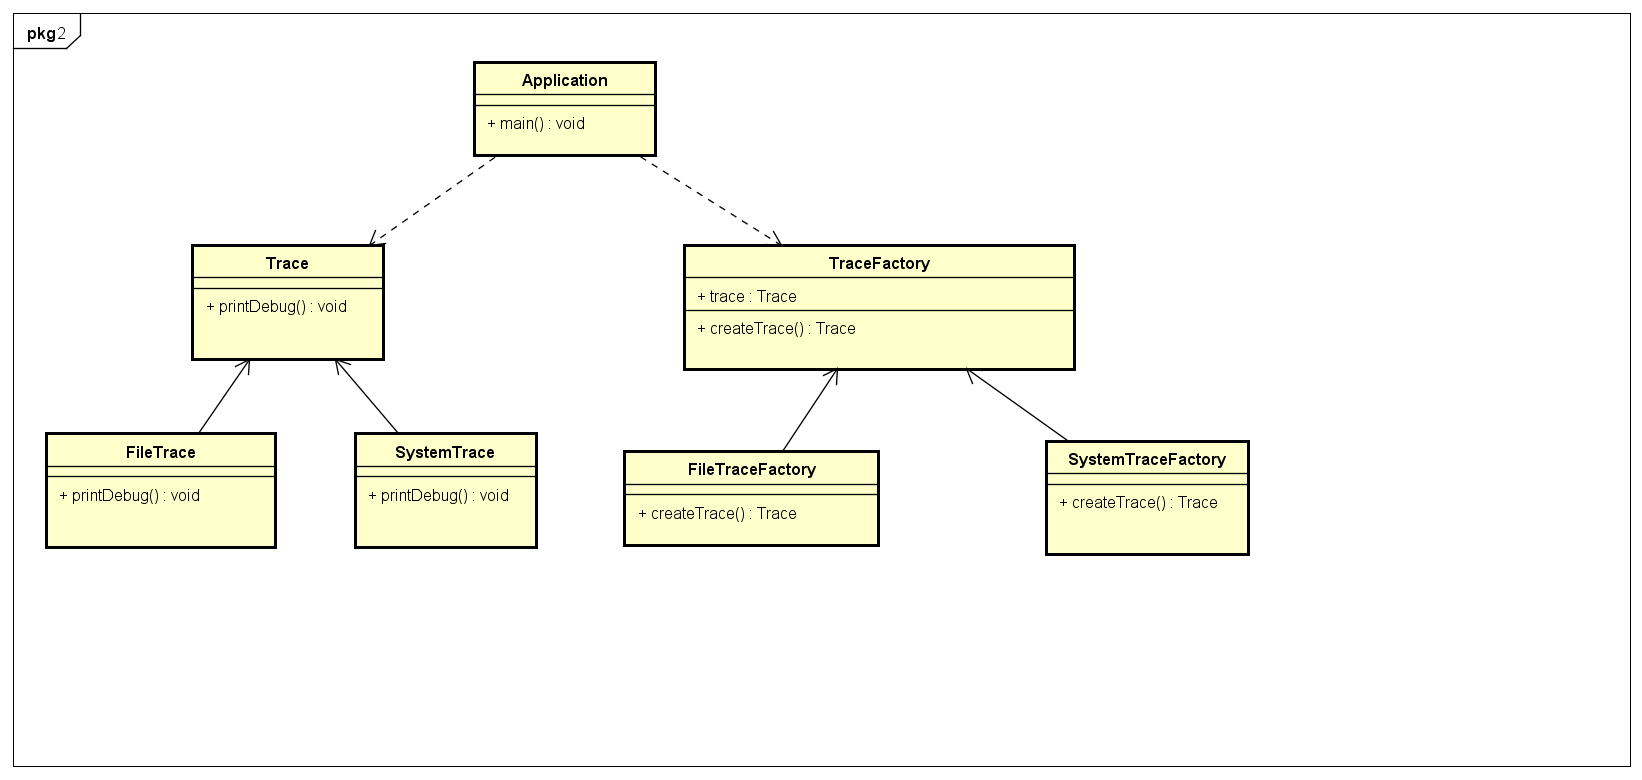 pkg2
Application
+ main() : void
Trace
+ printDebug() : void
TraceFactory
+ trace : Trace
+ createTrace() : Trace
FileTrace
+ printDebug() : void
SystemTrace
+ printDebug() : void
FileTraceFactory
+ createTrace() : Trace
SystemTraceFactory
+ createTrace() : Trace